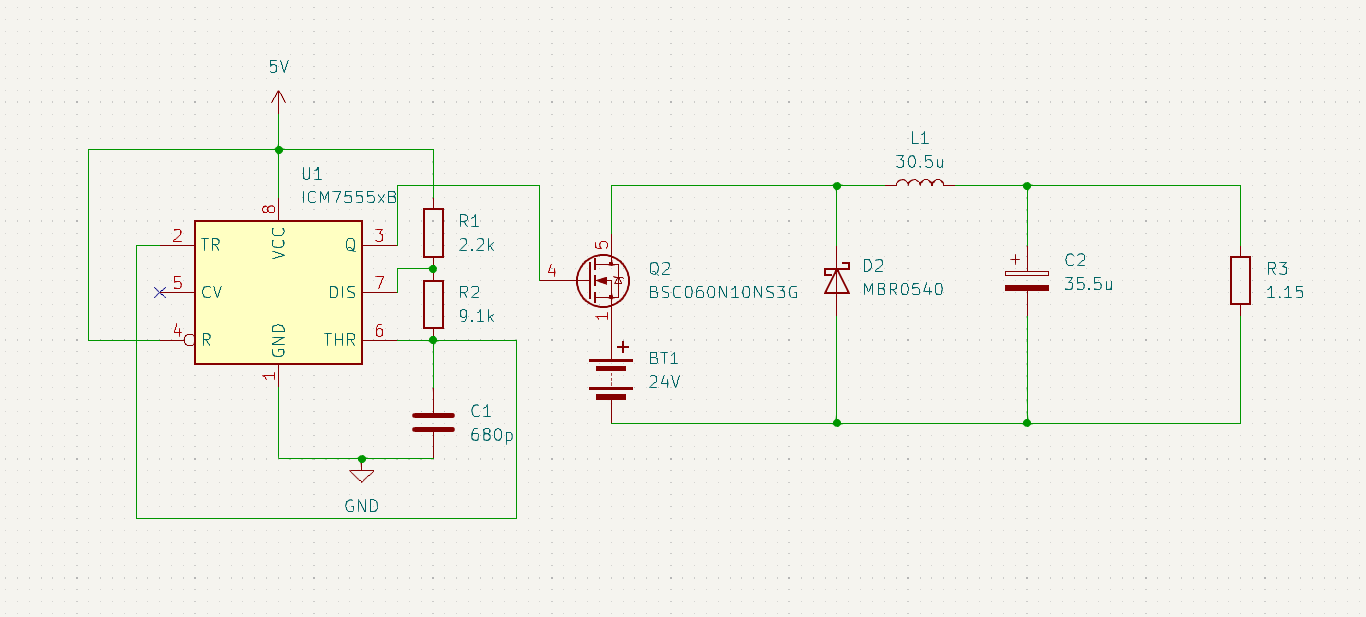 5V
U1
ICM7555xB
8
VCC
2
TR
Q
3
5
CV
DIS
7
4
R
GND
THR
6
1
R1
2.2k
R2
9.1k
C1
680p
GND
5
4
1
Q2
BSC060N10NS3G
+
BT1
24V
D2
MBR0540
L1
30.5u
+
C2
35.5u
R3
1.15